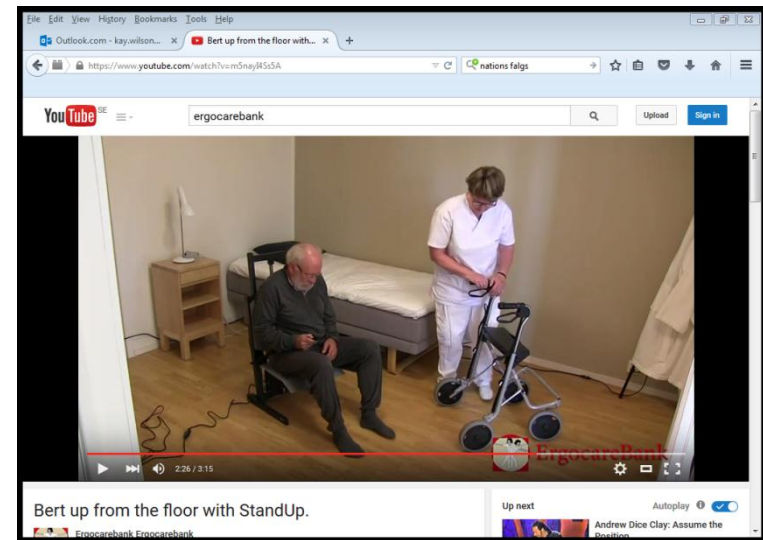 File Edit View History Bookmarks Tools Help
Outlook.com - kay.wilson... × Bert up from the floor with... × +
https://www.youtube.com/watch?v=m5nayl4Ss5A nations falgs
YouTube SE ergocarebank Upload Sign in
ErgocareBank
2:26 / 3:15
Bert up from the floor with StandUp.
Ergocarebank Ergocarebank
Up next Autoplay
Andrew Dice Clay: Assume the
Position